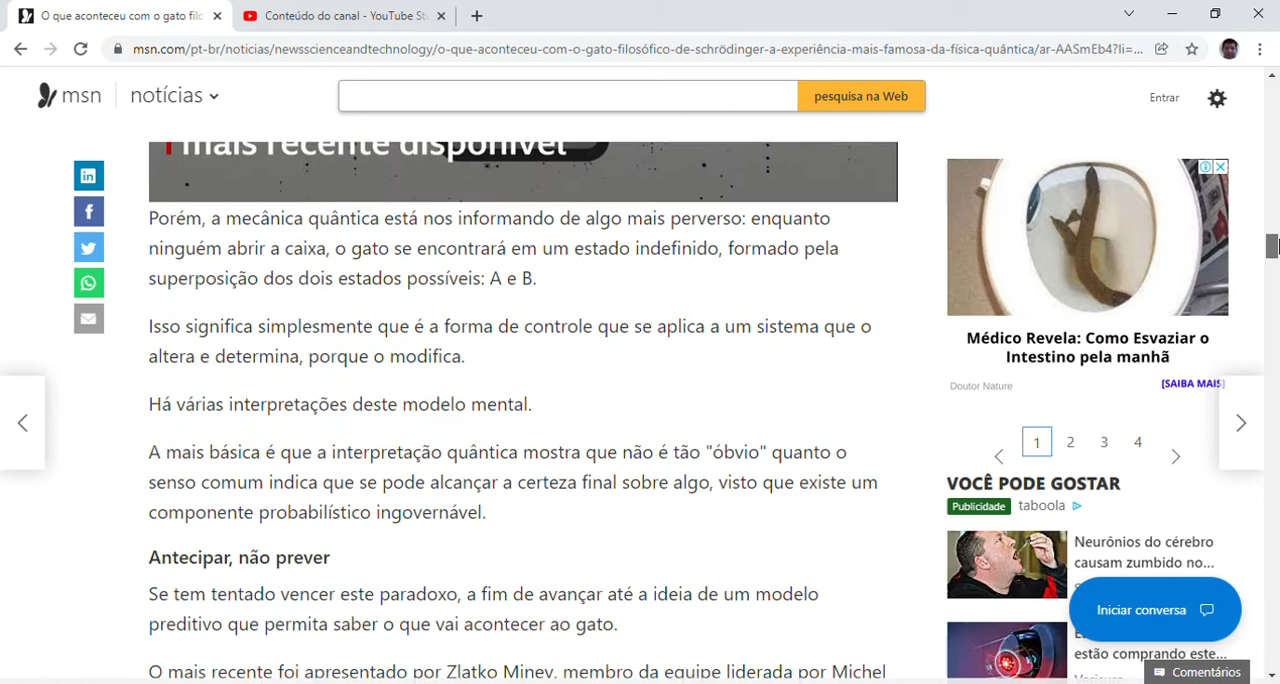 O que aconteceu com o gato filo
Conteúdo do canal - YouTube St
msn.com/pt-br/noticias/newsscienceandtechnology/o-que-aconteceu-com-o-gato-filosófico-de-schrödinger-a-experiência-mais-famosa-da-física-quântica/ar-AASmEb4?li=...
msn notícias
pesquisa na Web
Entrar
mais recente disponível
Porém, a mecânica quântica está nos informando de algo mais perverso: enquanto
ninguém abrir a caixa, o gato se encontrará em um estado indefinido, formado pela
superposição dos dois estados possíveis: A e B.
Isso significa simplesmente que é a forma de controle que se aplica a um sistema que o
altera e determina, porque o modifica.
Há várias interpretações deste modelo mental.
A mais básica é que a interpretação quântica mostra que não é tão "óbvio" quanto o
senso comum indica que se pode alcançar a certeza final sobre algo, visto que existe um
componente probabilístico ingovernável.
Antecipar, não prever
Se tem tentado vencer este paradoxo, a fim de avançar até a ideia de um modelo
preditivo que permita saber o que vai acontecer ao gato.
O mais recente foi apresentado por Zlatko Minev, membro da equipe liderada por Michel
Médico Revela: Como Esvaziar o
Intestino pela manhã
Doutor Nature
[SAIBA MAIS]
1 2 3 4
VOCÊ PODE GOSTAR
Publicidade taboola
Neurônios do cérebro
causam zumbido no...
Iniciar conversa
estão comprando este...
Comentários